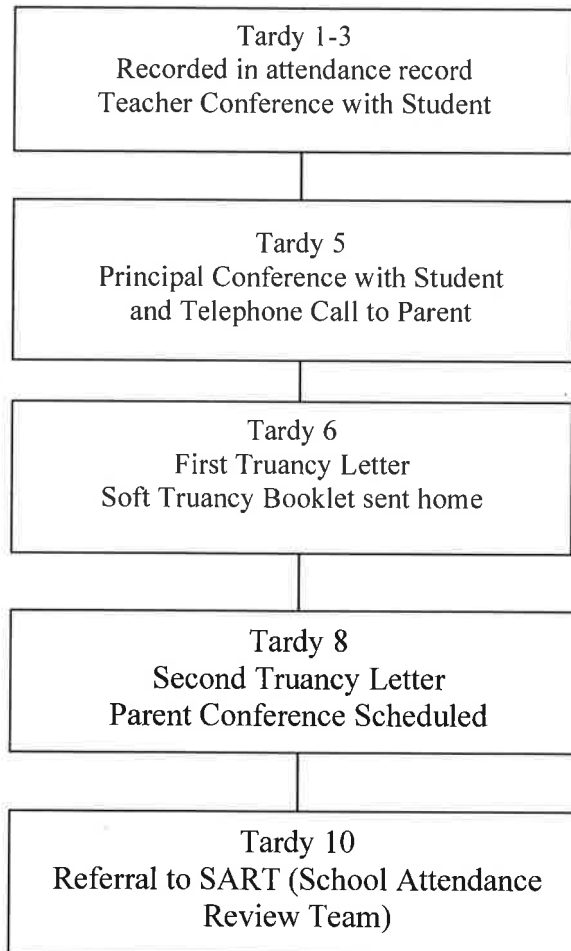 Tardy 1-3
Recorded in attendance record
Teacher Conference with Student
Tardy 5
Principal Conference with Student
and Telephone Call to Parent
Tardy 6
First Truancy Letter
Soft Truancy Booklet sent home
Tardy 8
Second Truancy Letter
Parent Conference Scheduled
Tardy 10
Referral to SART (School Attendance
Review Team)